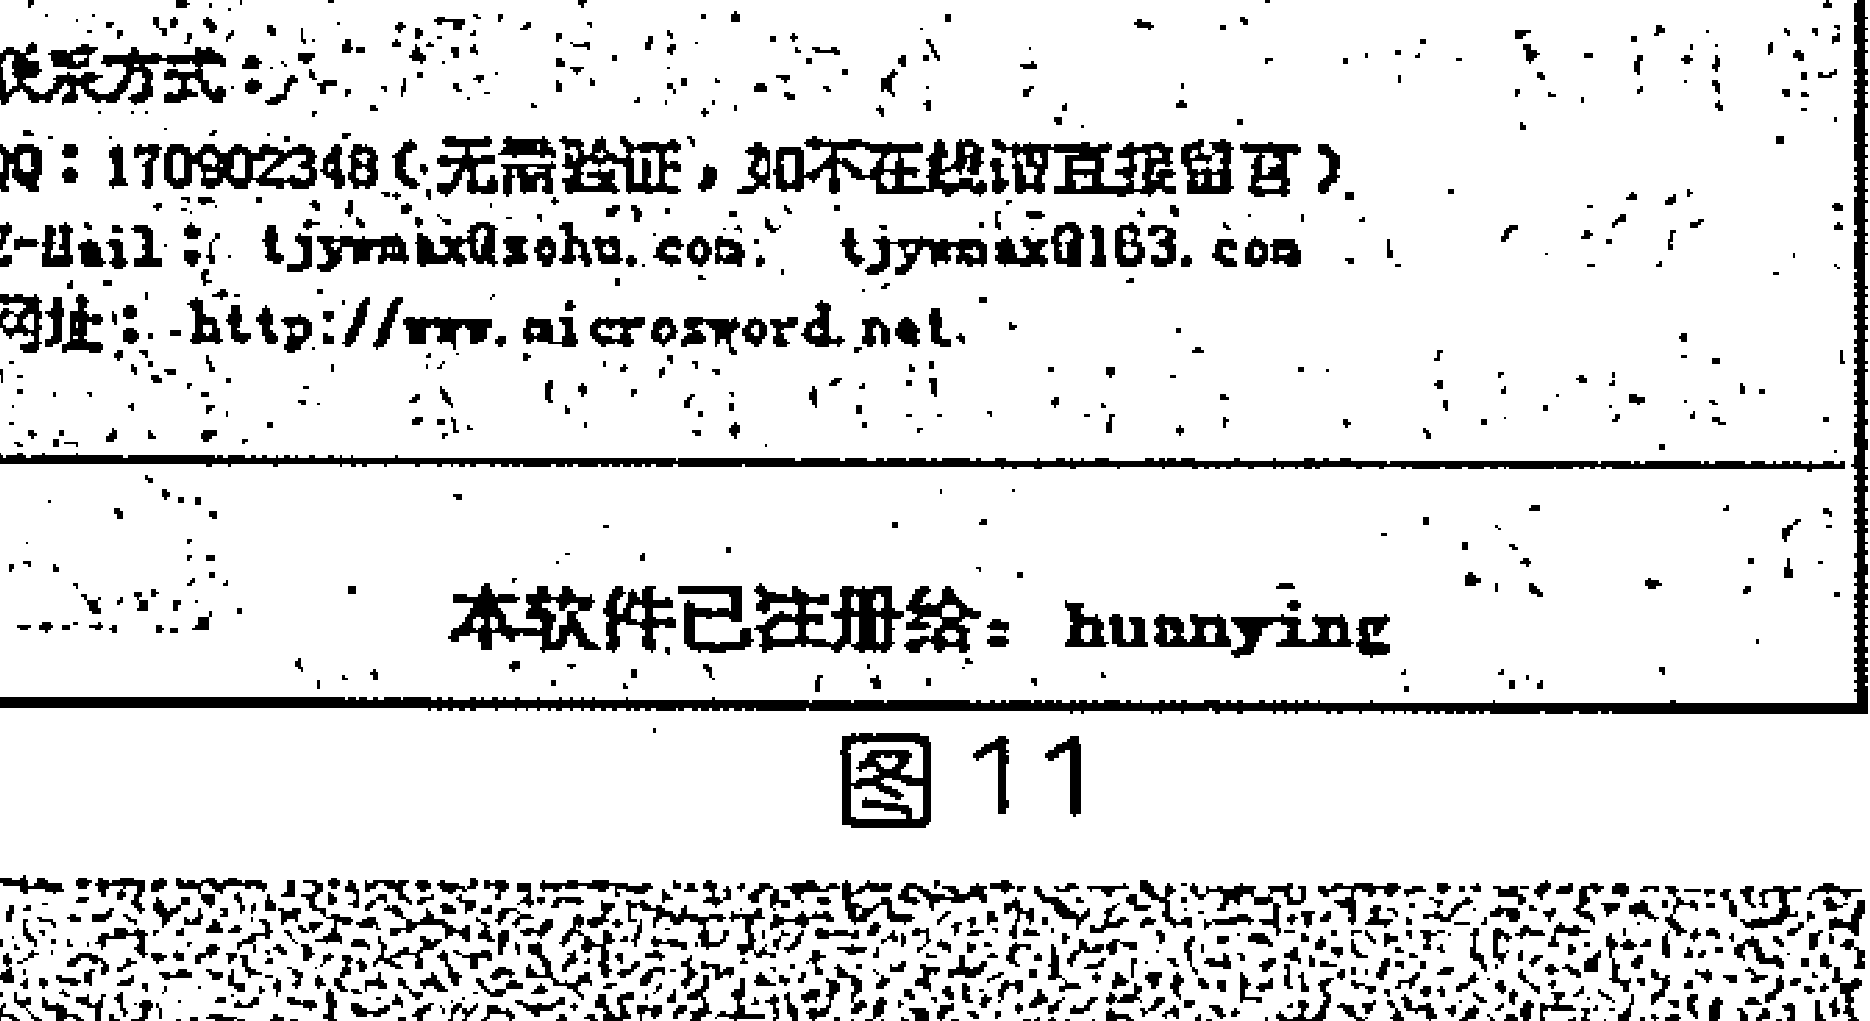 联系方式：
QQ：170902348（无需验证，如不在线请直接留言）
E-Mail： tjywmax@sohu.com tjywmax@163.com
网址：http://www.microsword.net
本软件已注册给：huanying
图 11